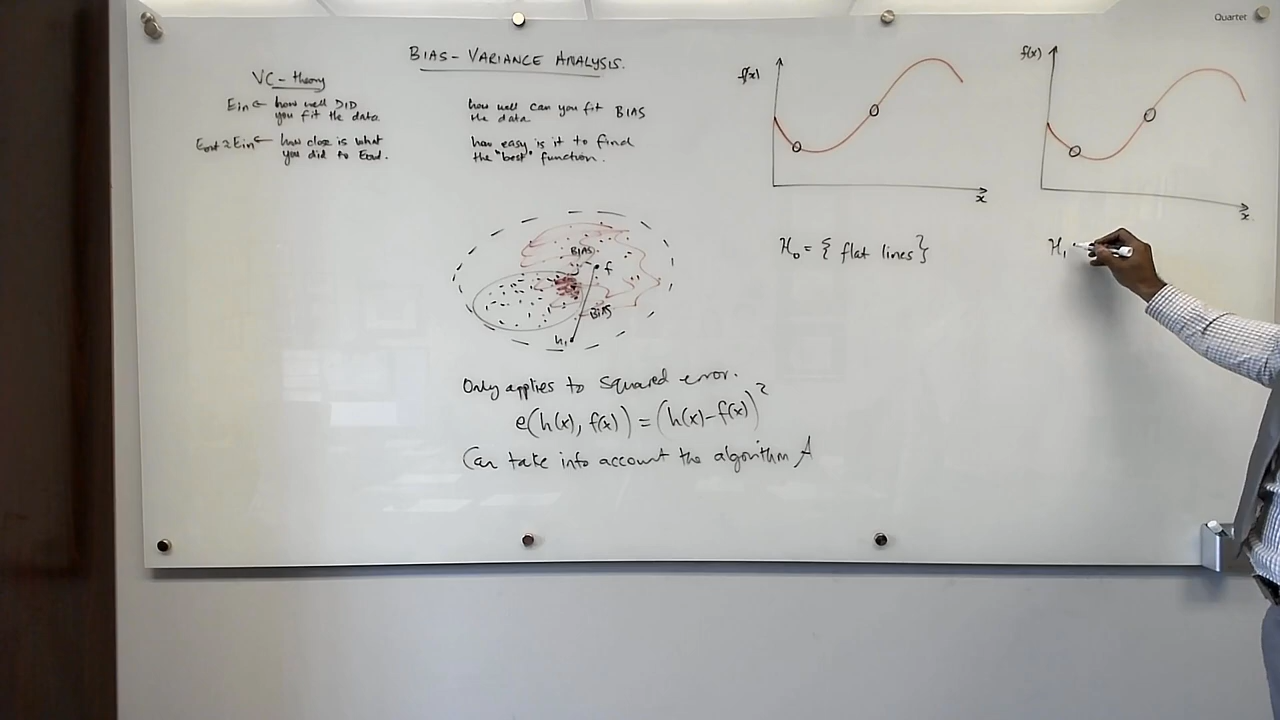 Quartet
BIAS-VARIANCE ANALYSIS.
VC-theory
Ein ← how well DID
you fit the data.
Eout ≈ Ein ← how close is what
you did to Eout.
how well can you fit BIAS
the data
how easy is it to find
the "best" function.
BIAS
f
BIAS
h₁
Only applies to squared error.
e(h(x), f(x)) = (h(x)-f(x))²
Can take into account the algorithm A
f(x)
x
H₀ = { flat lines }
f(x)
x
H₁